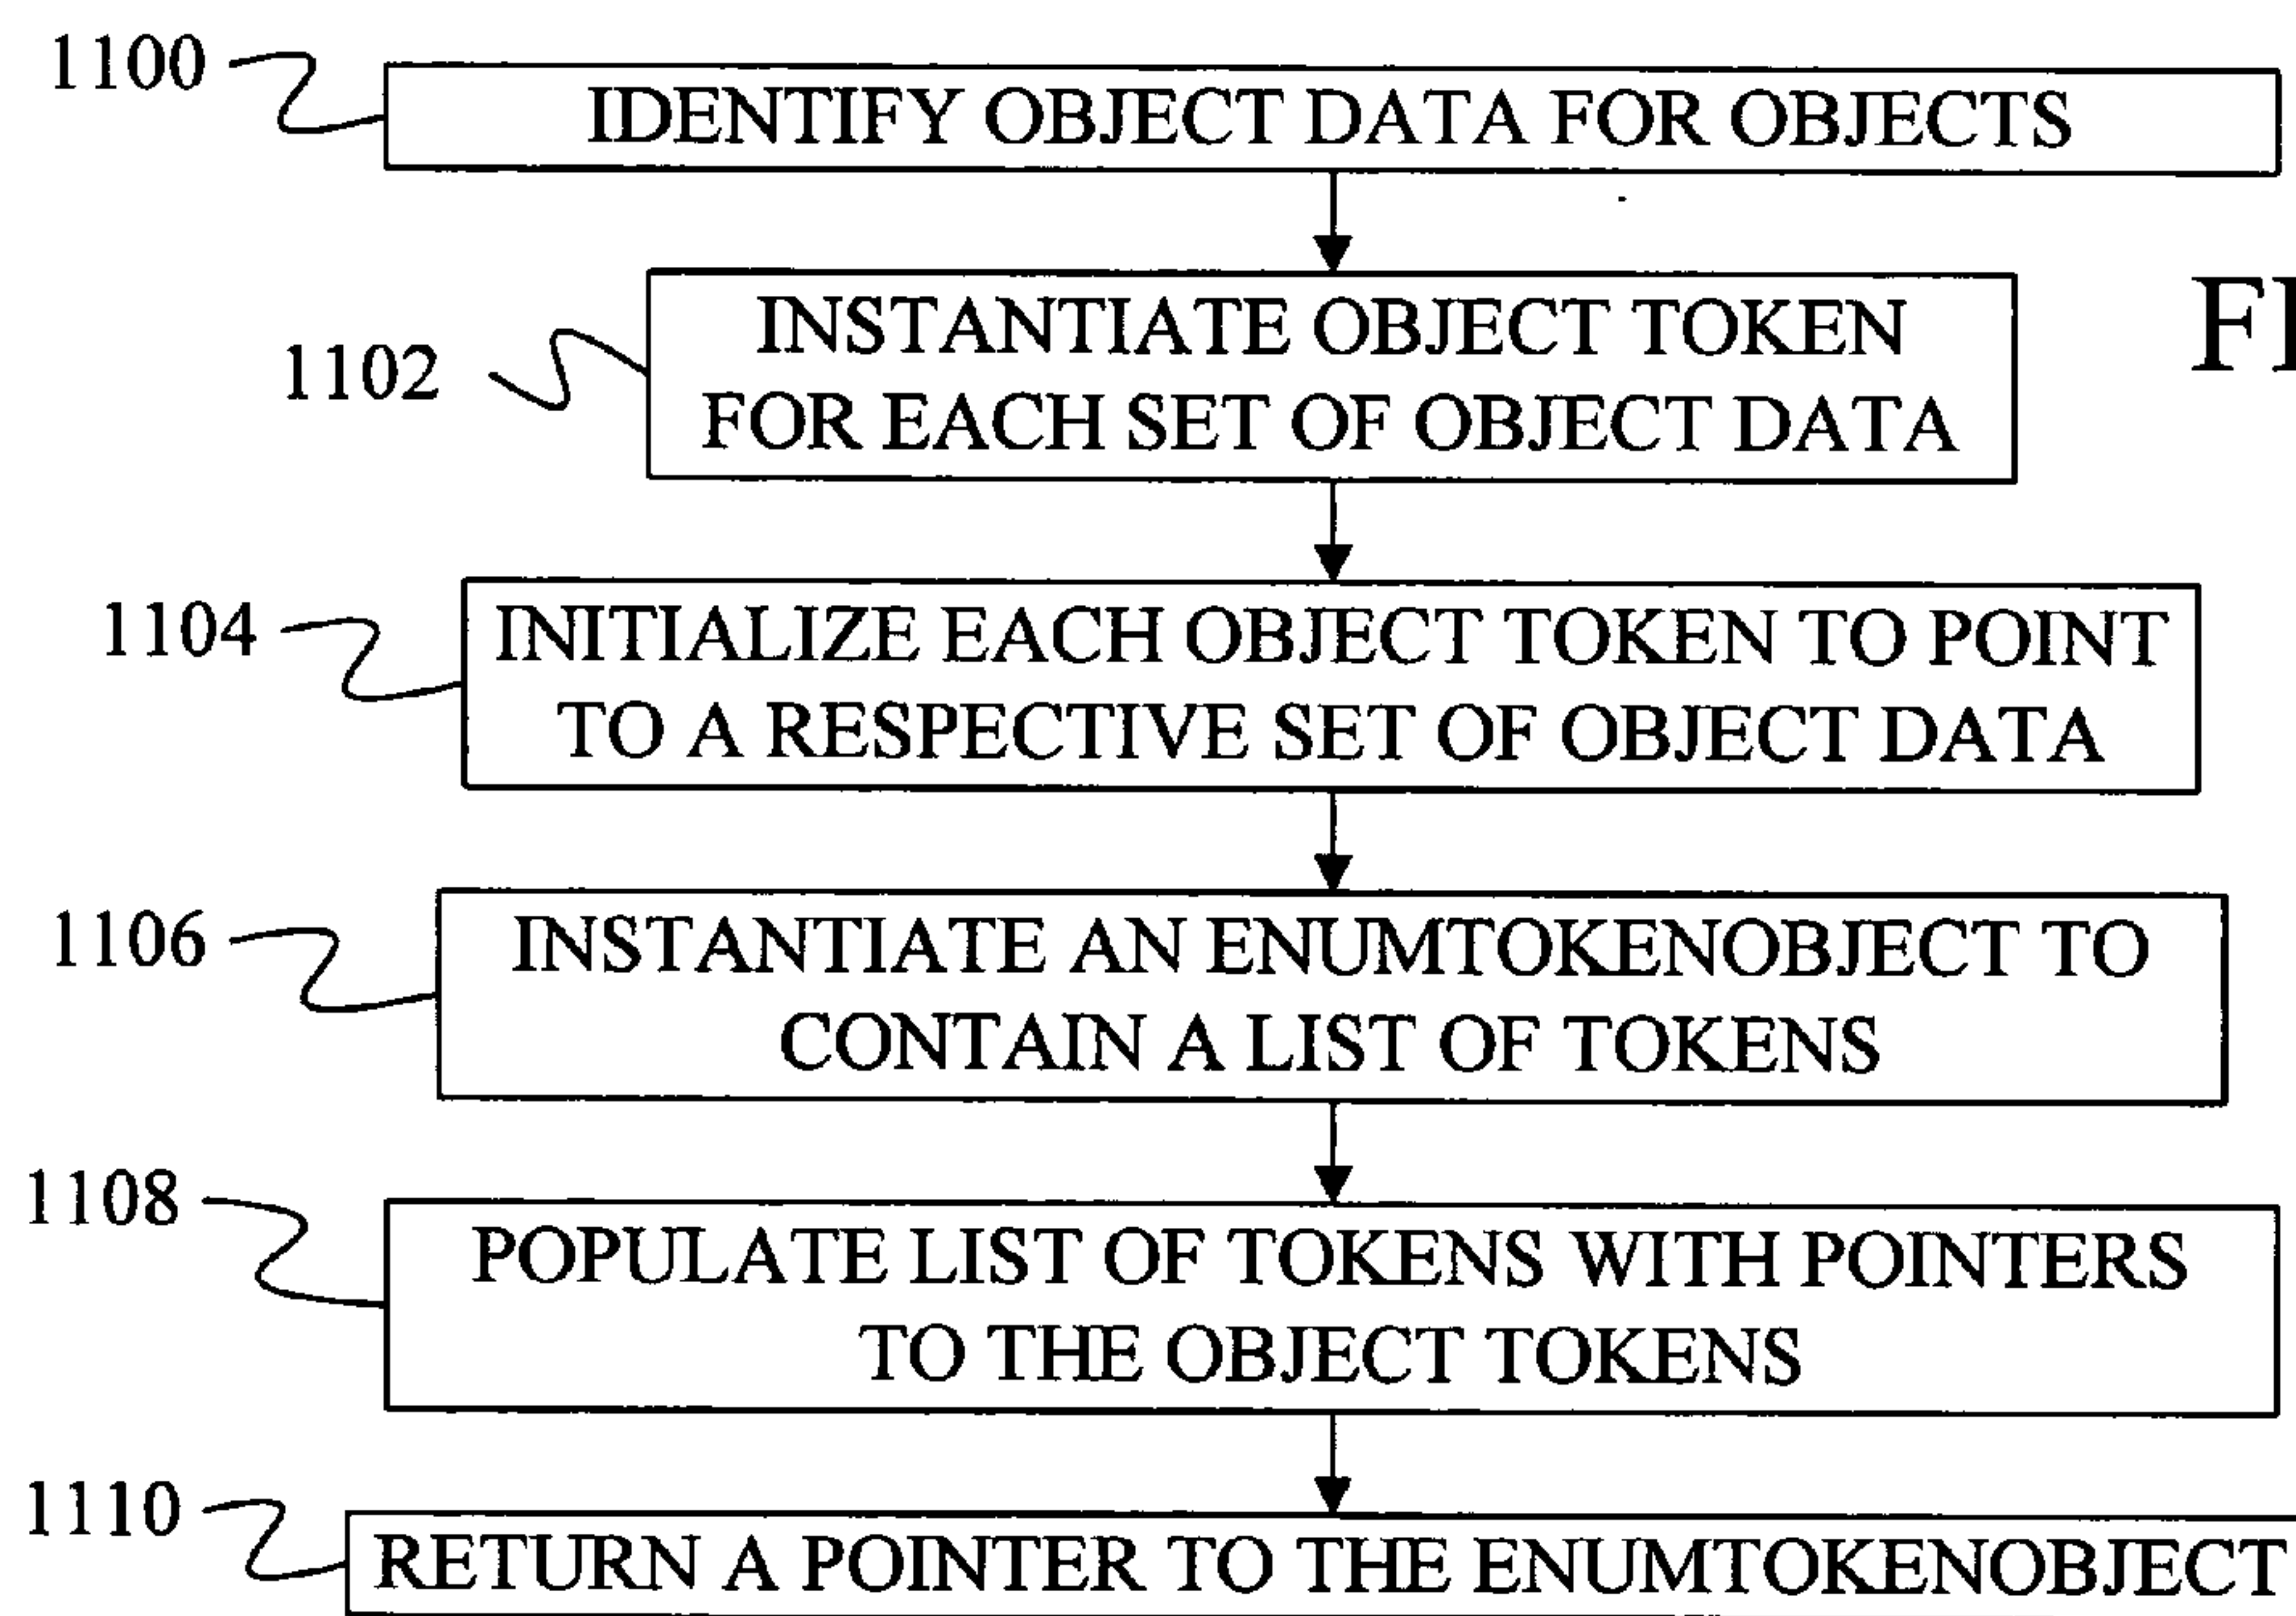 1100
IDENTIFY OBJECT DATA FOR OBJECTS
1102
INSTANTIATE OBJECT TOKEN
FOR EACH SET OF OBJECT DATA
1104
INITIALIZE EACH OBJECT TOKEN TO POINT
TO A RESPECTIVE SET OF OBJECT DATA
1106
INSTANTIATE AN ENUMTOKENOBJECT TO
CONTAIN A LIST OF TOKENS
1108
POPULATE LIST OF TOKENS WITH POINTERS
TO THE OBJECT TOKENS
1110
RETURN A POINTER TO THE ENUMTOKENOBJECT